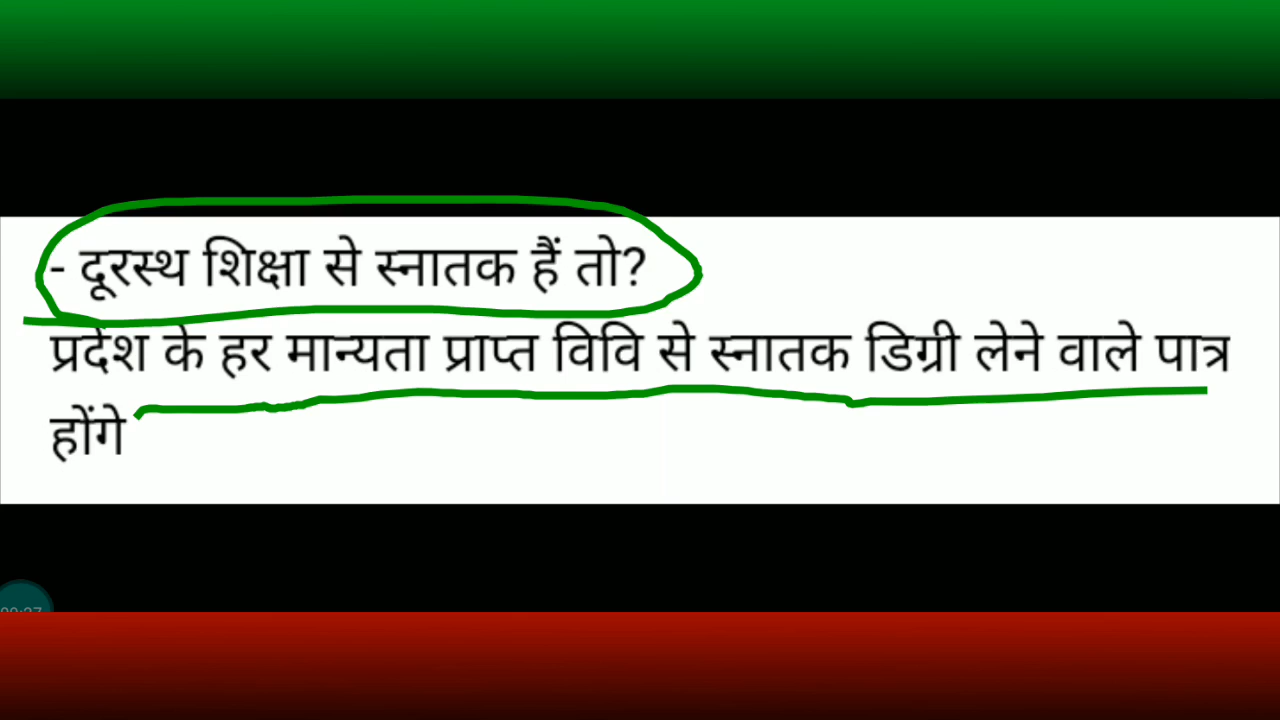 - दूरस्थ शिक्षा से स्नातक हैं तो?
प्रदेश के हर मान्यता प्राप्त विवि से स्नातक डिग्री लेने वाले पात्र
होंगे